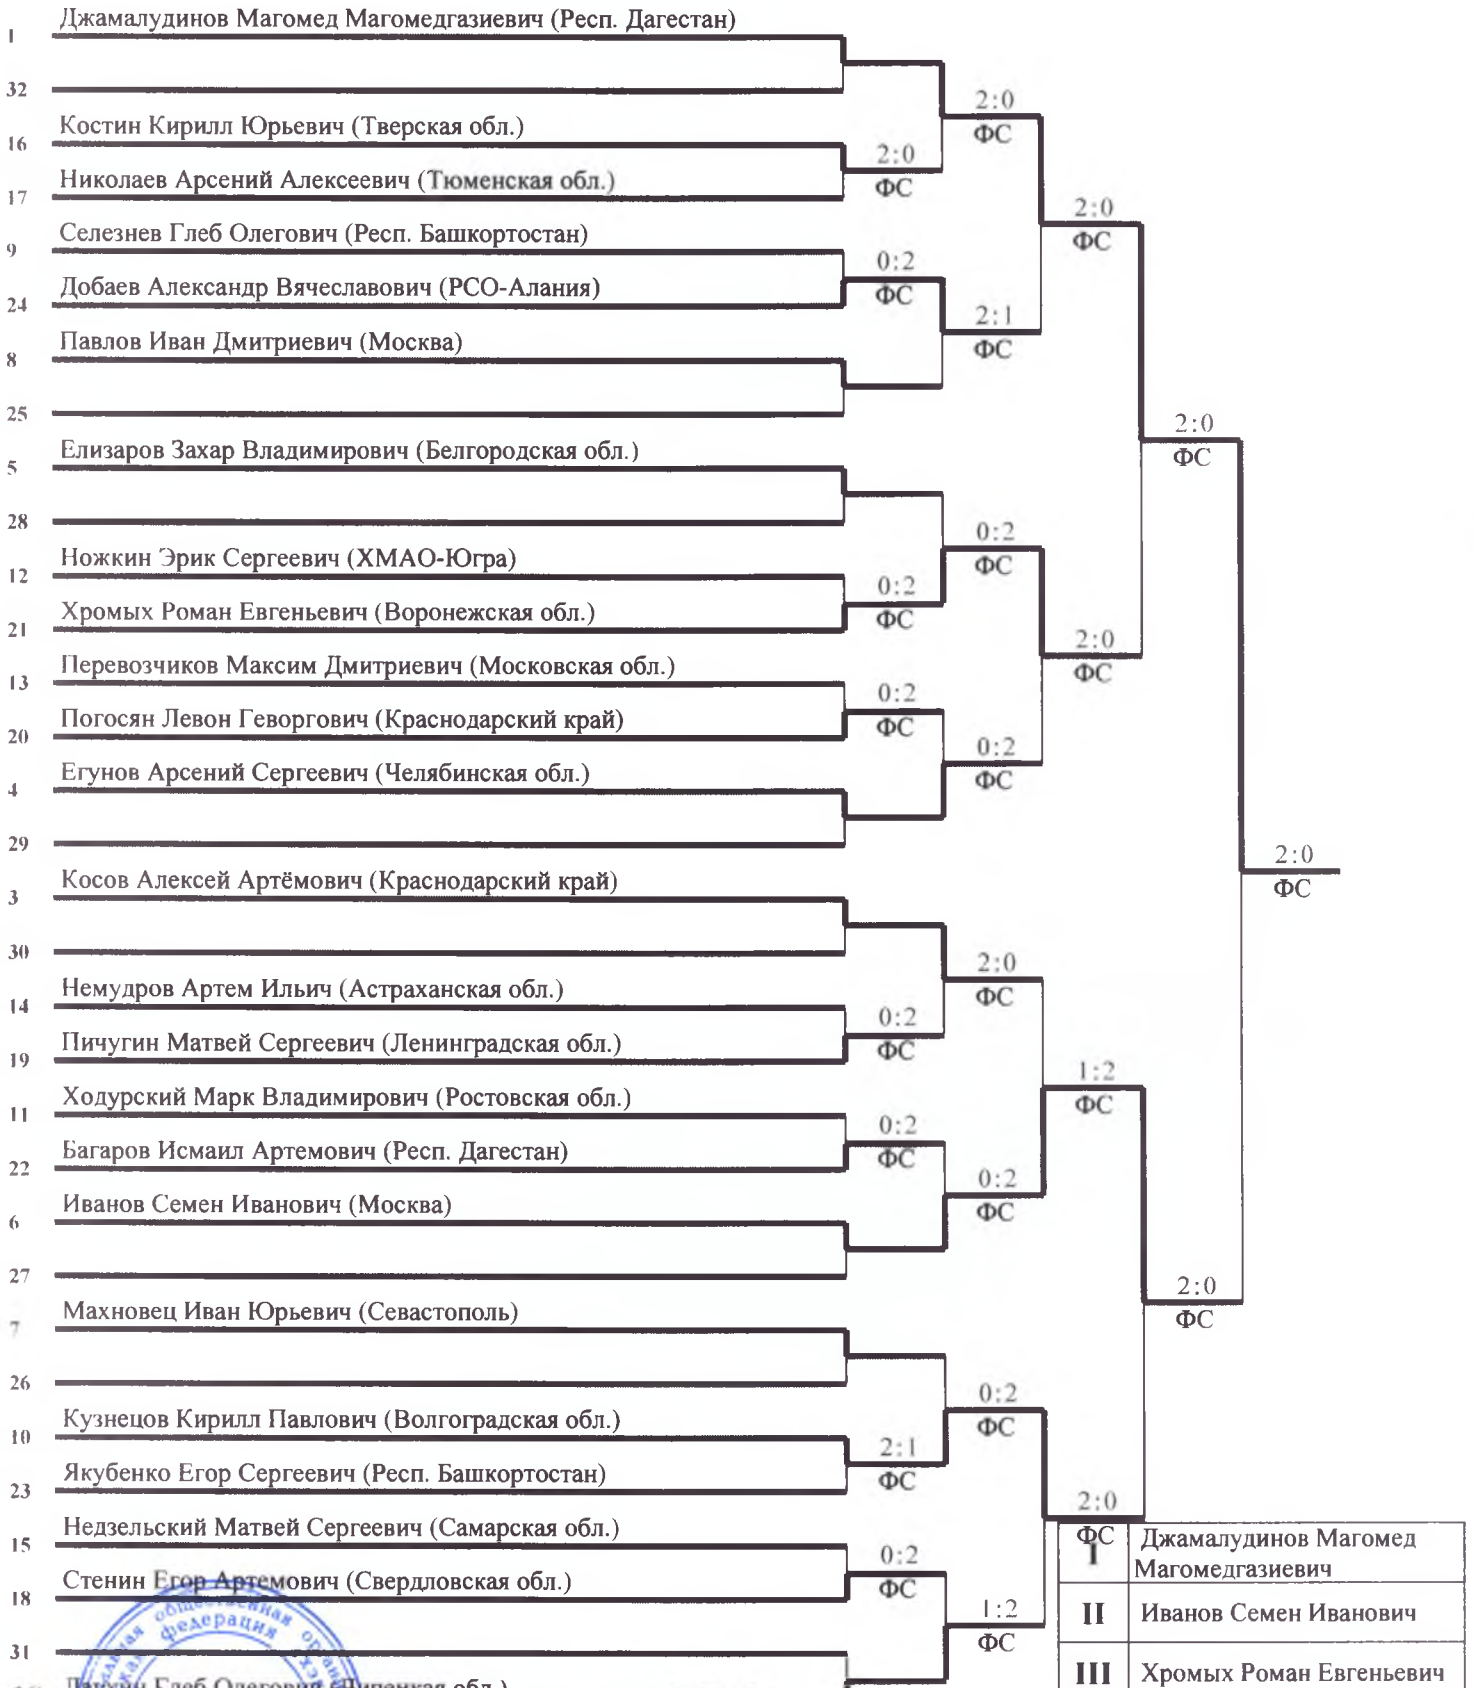 Джамалудинов Магомед Магомедгазиевич (Респ. Дагестан)
1
32
2:0
ФС
Костин Кирилл Юрьевич (Тверская обл.)
16
2:0
ФС
Николаев Арсений Алексеевич (Тюменская обл.)
17
2:0
ФС
Селезнев Глеб Олегович (Респ. Башкортостан)
9
0:2
ФС
Добаев Александр Вячеславович (РСО-Алания)
24
2:1
ФС
Павлов Иван Дмитриевич (Москва)
8
25
2:0
ФС
Елизаров Захар Владимирович (Белгородская обл.)
5
28
0:2
ФС
Ножкин Эрик Сергеевич (ХМАО-Югра)
12
0:2
ФС
Хромых Роман Евгеньевич (Воронежская обл.)
21
2:0
ФС
Перевозчиков Максим Дмитриевич (Московская обл.)
13
0:2
ФС
Погосян Левон Геворгович (Краснодарский край)
20
0:2
ФС
Егунов Арсений Сергеевич (Челябинская обл.)
4
29
2:0
ФС
Косов Алексей Артёмович (Краснодарский край)
3
30
2:0
ФС
Немудров Артем Ильич (Астраханская обл.)
14
0:2
ФС
Пичугин Матвей Сергеевич (Ленинградская обл.)
19
1:2
ФС
Ходурский Марк Владимирович (Ростовская обл.)
11
0:2
ФС
Багаров Исмаил Артемович (Респ. Дагестан)
22
0:2
ФС
Иванов Семен Иванович (Москва)
6
27
2:0
ФС
Махновец Иван Юрьевич (Севастополь)
7
26
0:2
ФС
Кузнецов Кирилл Павлович (Волгоградская обл.)
10
2:1
ФС
Якубенко Егор Сергеевич (Респ. Башкортостан)
23
2:0
ФС
Недзельский Матвей Сергеевич (Самарская обл.)
15
0:2
ФС
Стенин Егор Артемович (Свердловская обл.)
18
1:2
ФС
31
Глеб Олегович (Липецкая обл.)
I Джамалудинов Магомед
Магомедгазиевич
II Иванов Семен Иванович
III Хромых Роман Евгеньевич
общественная
федерация